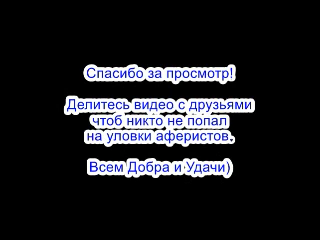 Спасибо за просмотр!
Делитесь видео с друзьями
чтоб никто не попал
на уловки аферистов.
Всем Добра и Удачи)